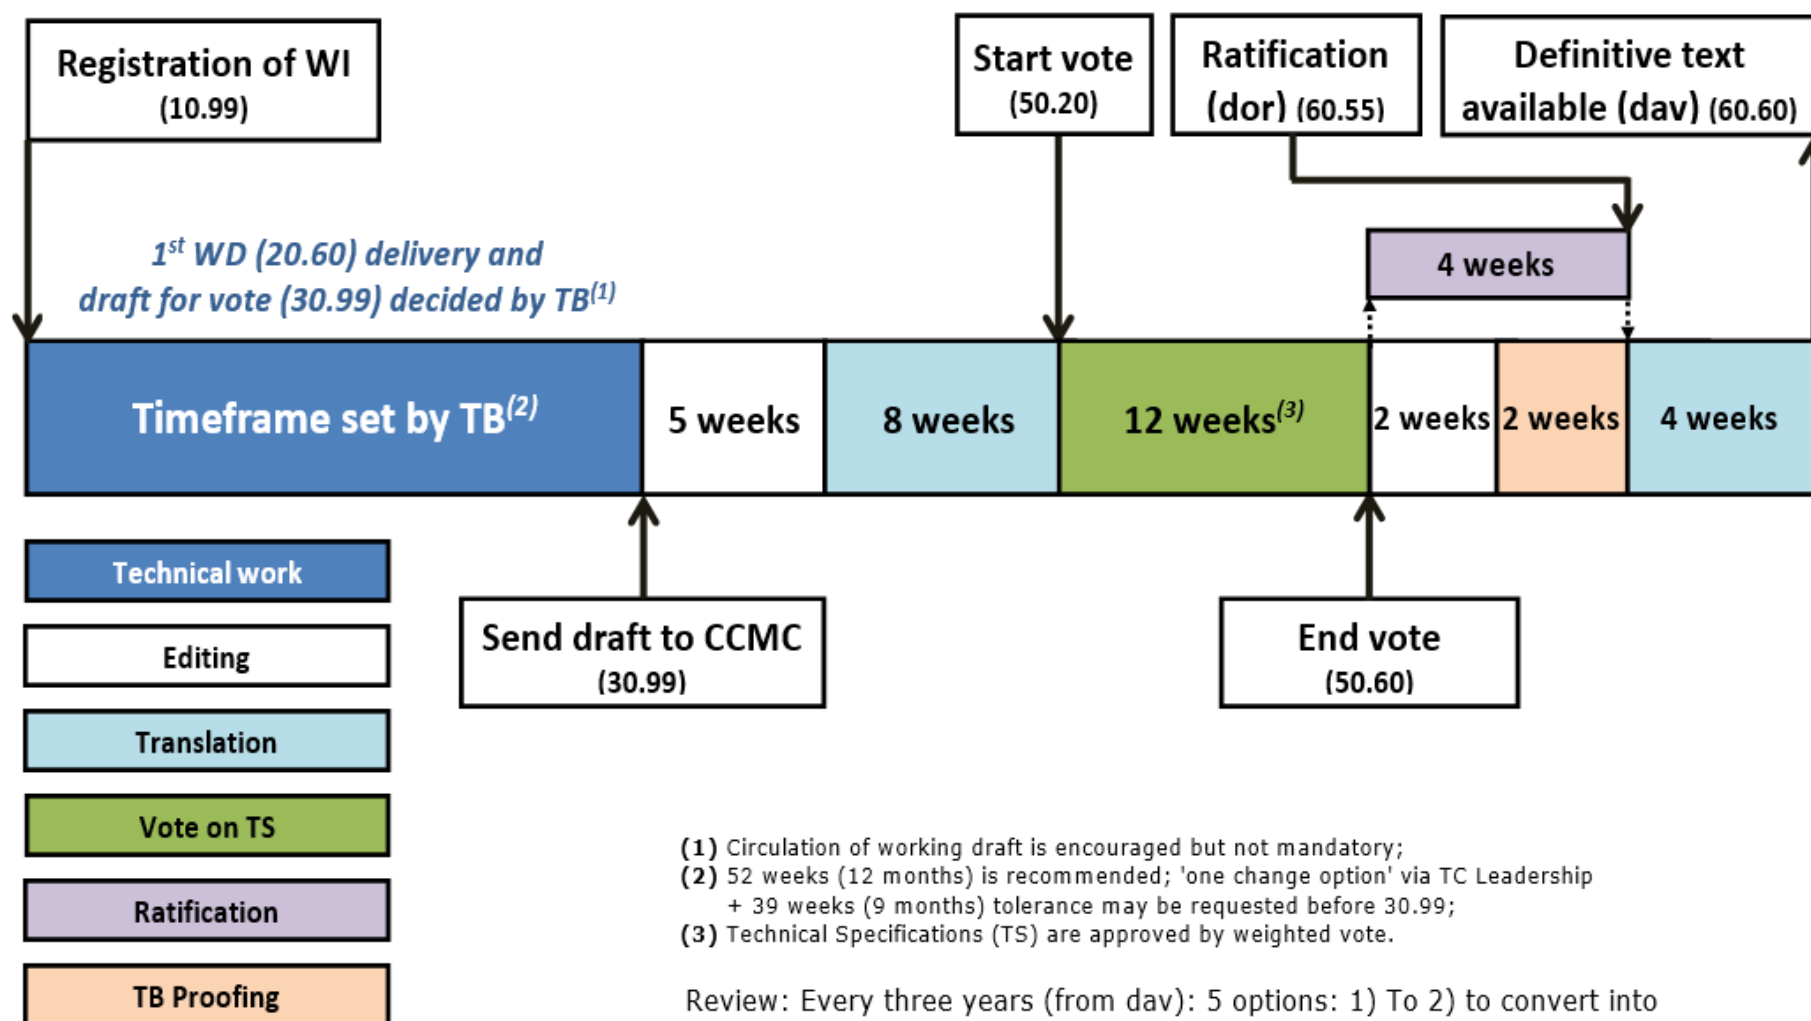 Registration of WI
(10.99)
Start vote
(50.20)
Ratification
(dor) (60.55)
Definitive text
available (dav) (60.60)
1st WD (20.60) delivery and
draft for vote (30.99) decided by TB(1)
4 weeks
Timeframe set by TB(2)
5 weeks
8 weeks
12 weeks(3)
2 weeks
2 weeks
4 weeks
Send draft to CCMC
(30.99)
End vote
(50.60)
Technical work
Editing
Translation
Vote on TS
Ratification
TB Proofing
(1) Circulation of working draft is encouraged but not mandatory;
(2) 52 weeks (12 months) is recommended; 'one change option' via TC Leadership
+ 39 weeks (9 months) tolerance may be requested before 30.99;
(3) Technical Specifications (TS) are approved by weighted vote.
Review: Every three years (from dav): 5 options: 1) To 2) to convert into